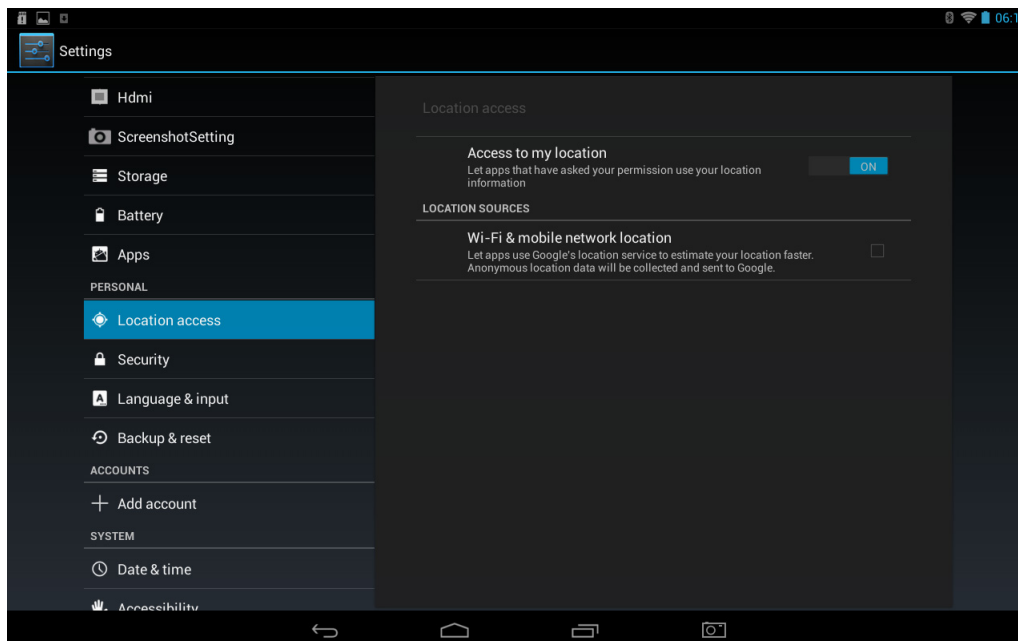 06:1
Settings
Hdmi
ScreenshotSetting
Storage
Battery
Apps
PERSONAL
Location access
Security
Language & input
Backup & reset
ACCOUNTS
Add account
SYSTEM
Date & time
Accessibility
Location access
Access to my location
Let apps that have asked your permission use your location
information
ON
LOCATION SOURCES
Wi-Fi & mobile network location
Let apps use Google's location service to estimate your location faster.
Anonymous location data will be collected and sent to Google.